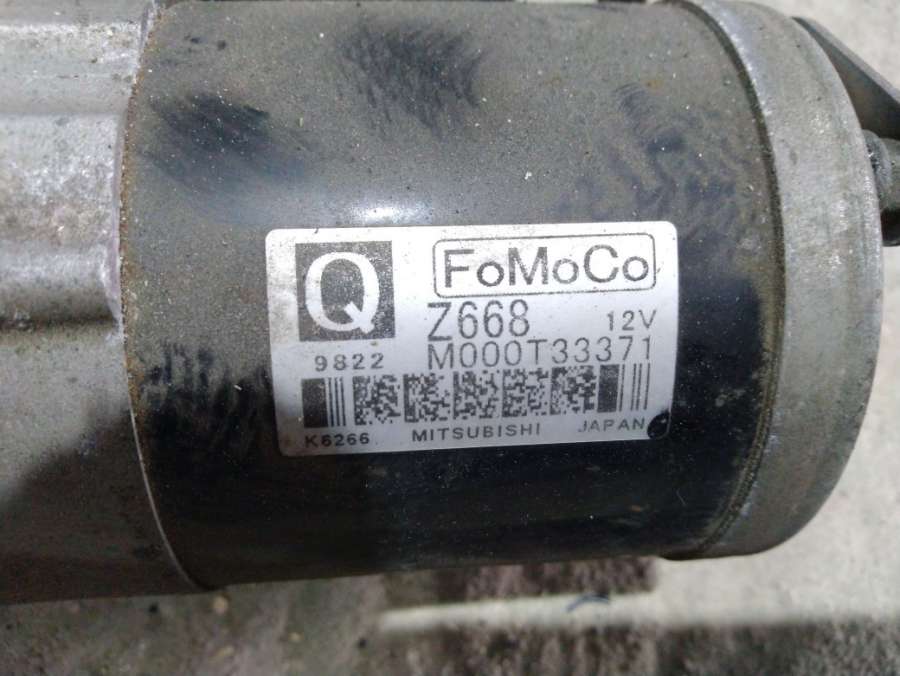 Q
FoMoCo
Z668 12V
9822 M000T33371
K6266 MITSUBISHI JAPAN